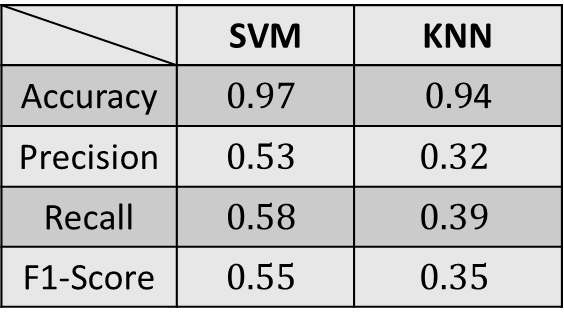 SVM KNN
Accuracy 0.97 0.94
Precision 0.53 0.32
Recall 0.58 0.39
F1-Score 0.55 0.35